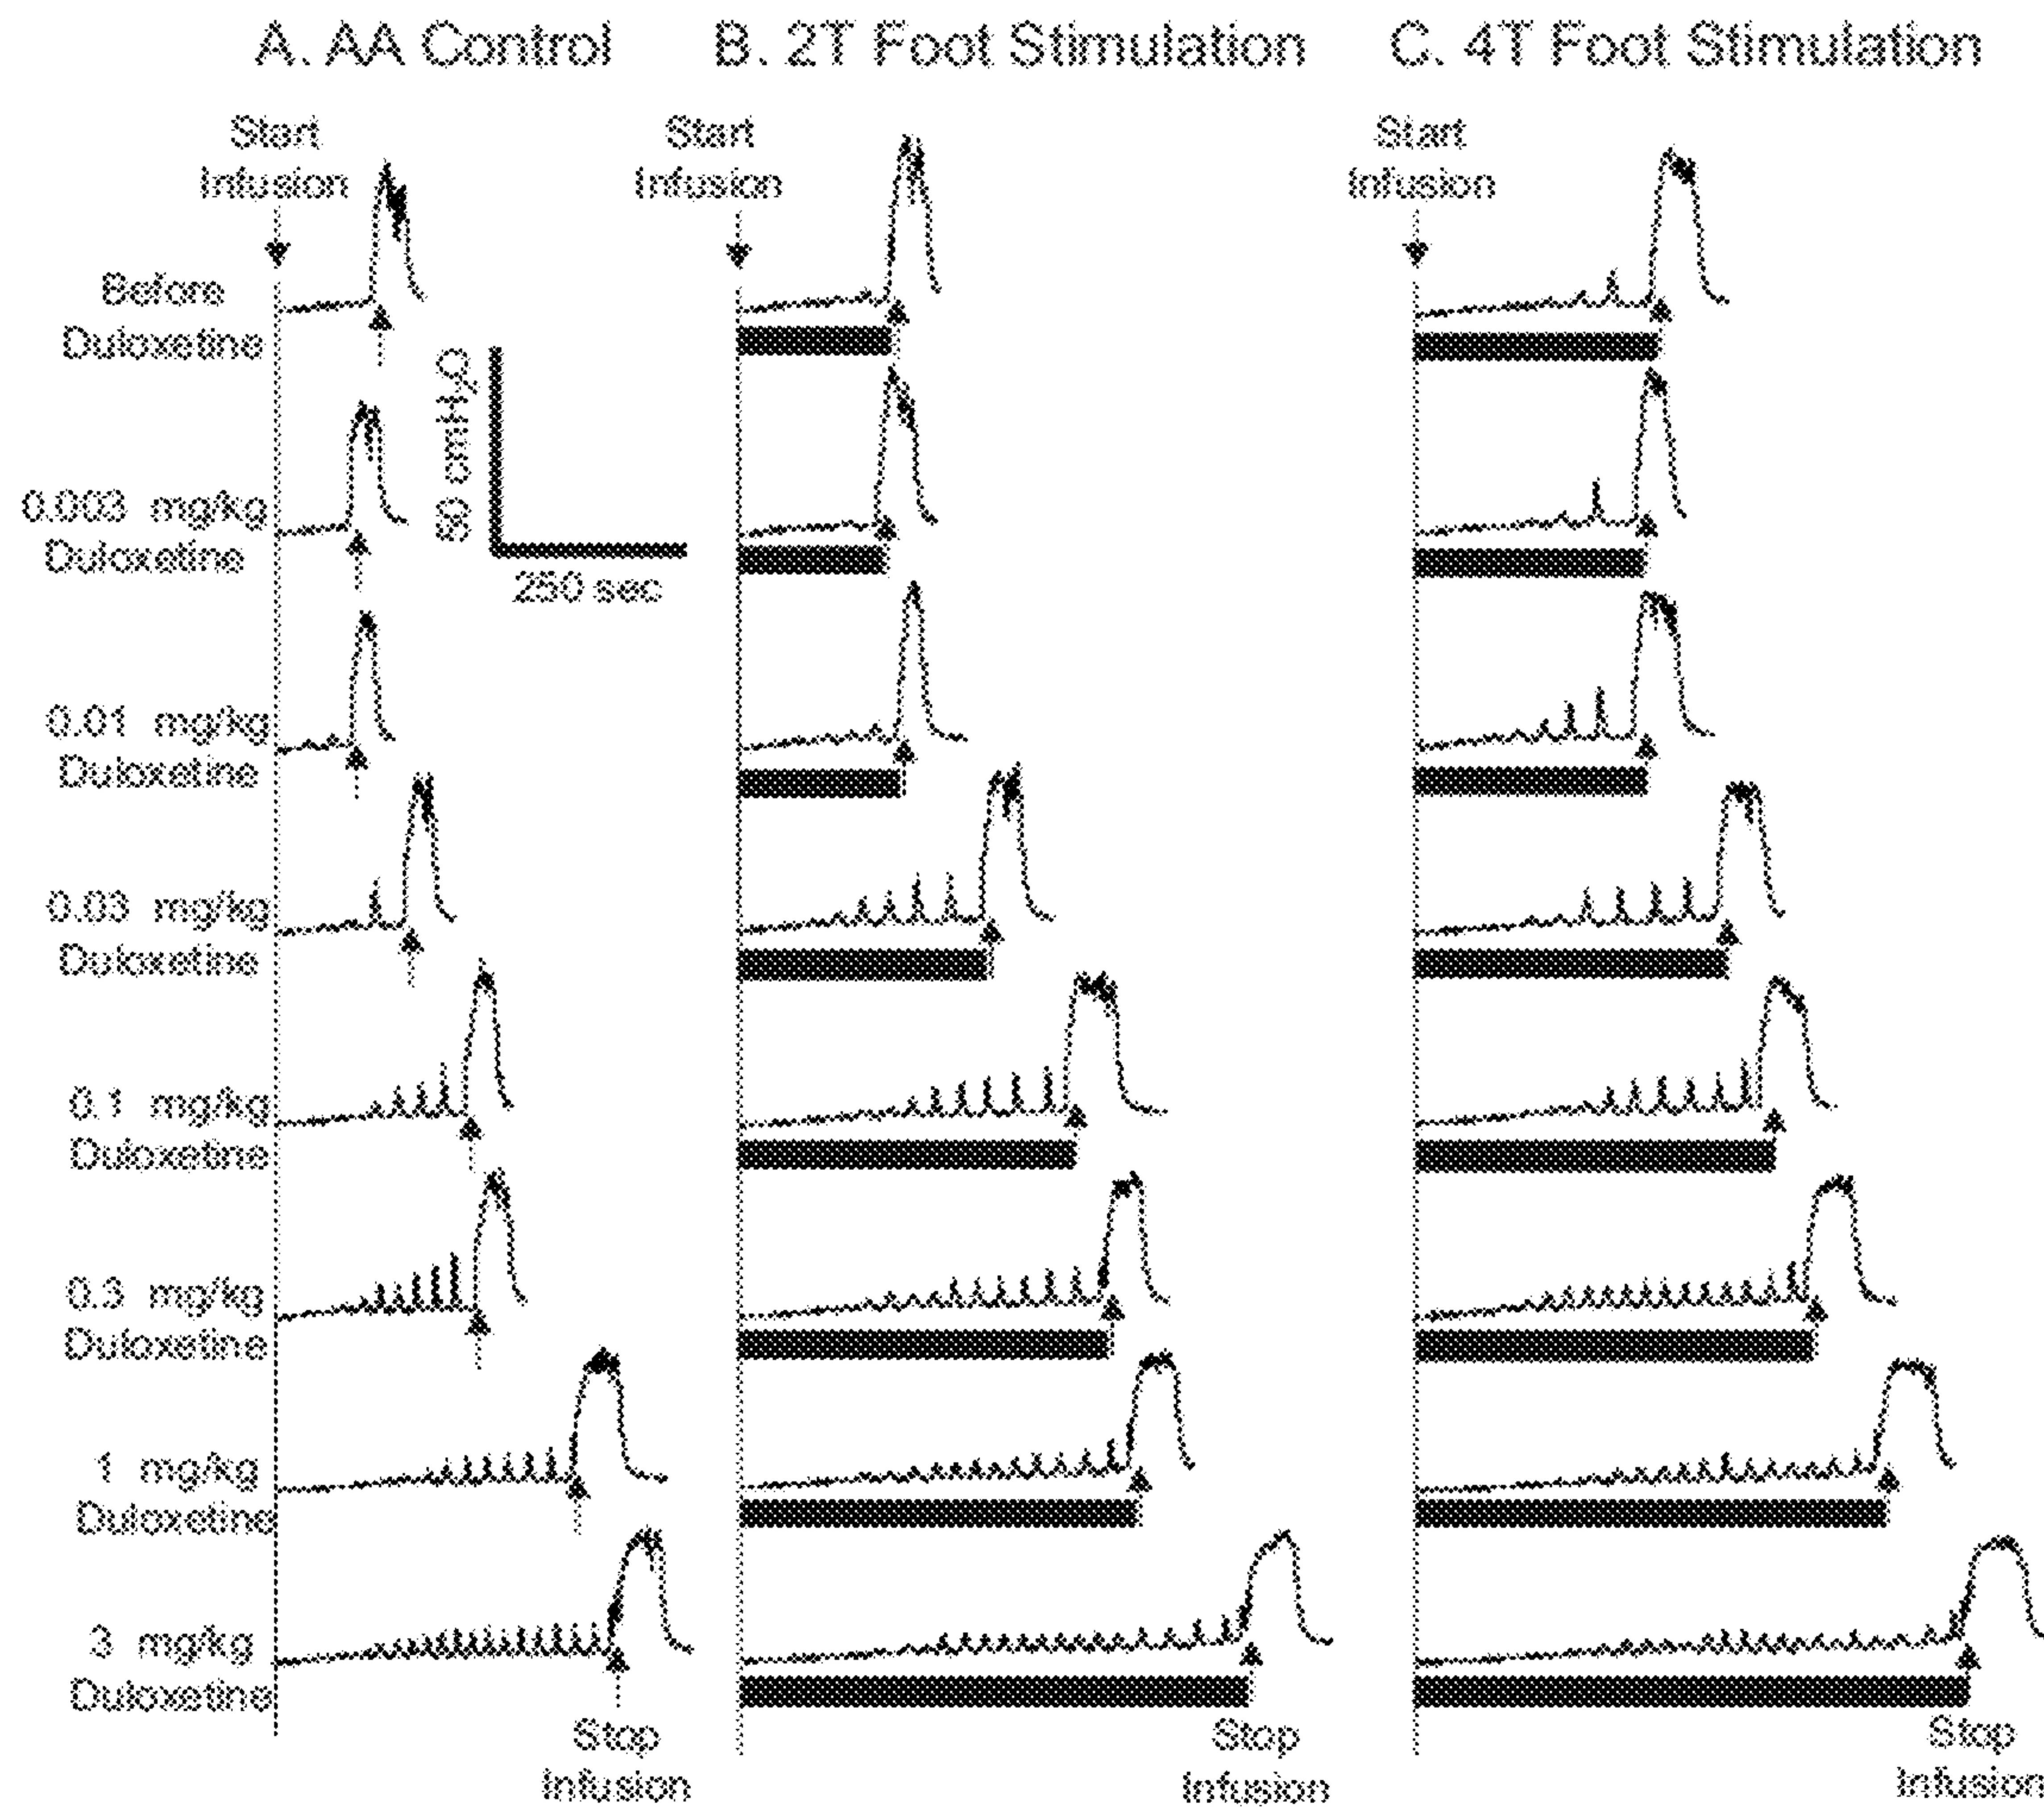 A. AA Control
B. 2T Foot Stimulation
C. 4T Foot Stimulation
Start
Infusion
Start
Infusion
Start
Infusion
Before
Duloxetine
50 cmH₂O
250 sec
0.003 mg/kg
Duloxetine
0.01 mg/kg
Duloxetine
0.03 mg/kg
Duloxetine
0.1 mg/kg
Duloxetine
0.3 mg/kg
Duloxetine
1 mg/kg
Duloxetine
3 mg/kg
Duloxetine
Stop
Infusion
Stop
Infusion
Stop
Infusion